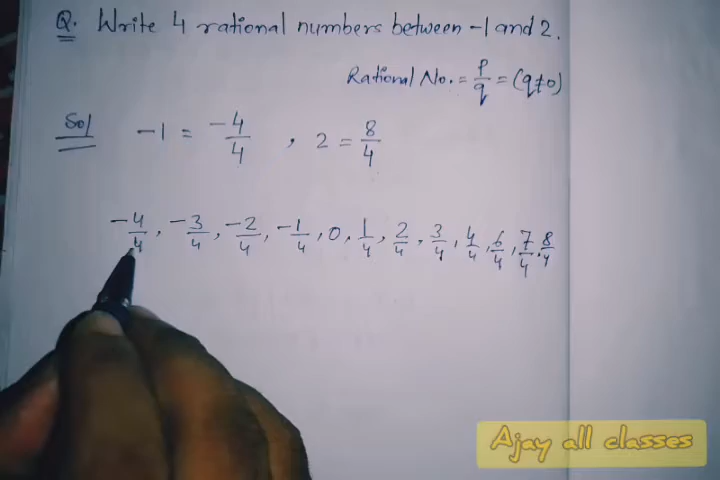 Q. Write 4 rational numbers between -1 and 2.
Rational No. = p/q = (q≠0)
Sol -1 = -4/4 , 2 = 8/4
-4/4, -3/4, -2/4, -1/4, 0, 1/4, 2/4, 3/4, 4/4, 6/4, 7/4, 8/4
Ajay all classes